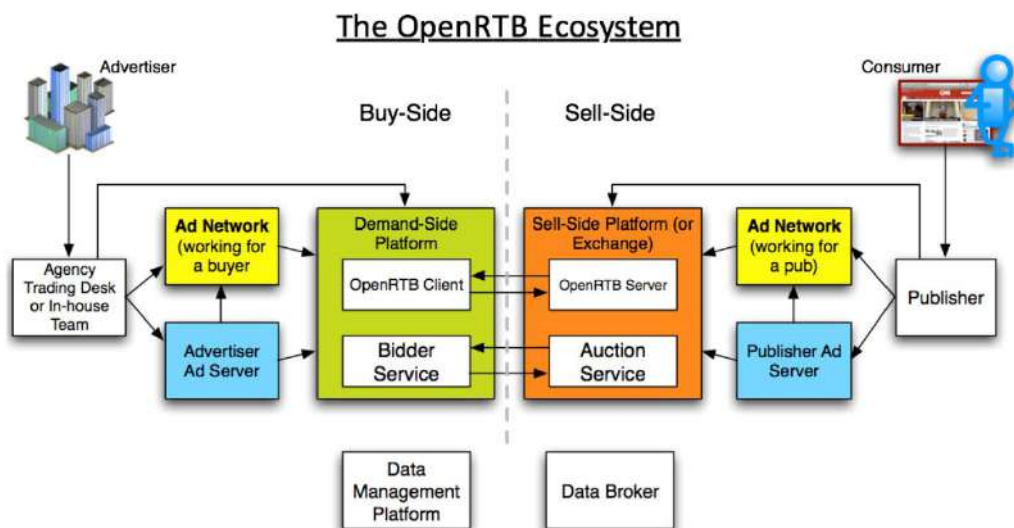 The OpenRTB Ecosystem
Advertiser
Consumer
Buy-Side
Sell-Side
Ad Network
(working for
a buyer
Demand-Side
Platform
Sell-Side Platform (or
Exchange)
Ad Network
(working for
a pub)
Agency
Trading Desk
or In-house
Team
OpenRTB Client
OpenRTB Server
Publisher
Advertiser
Ad Server
Bidder
Service
Auction
Service
Publisher Ad
Server
Data
Management
Platform
Data Broker